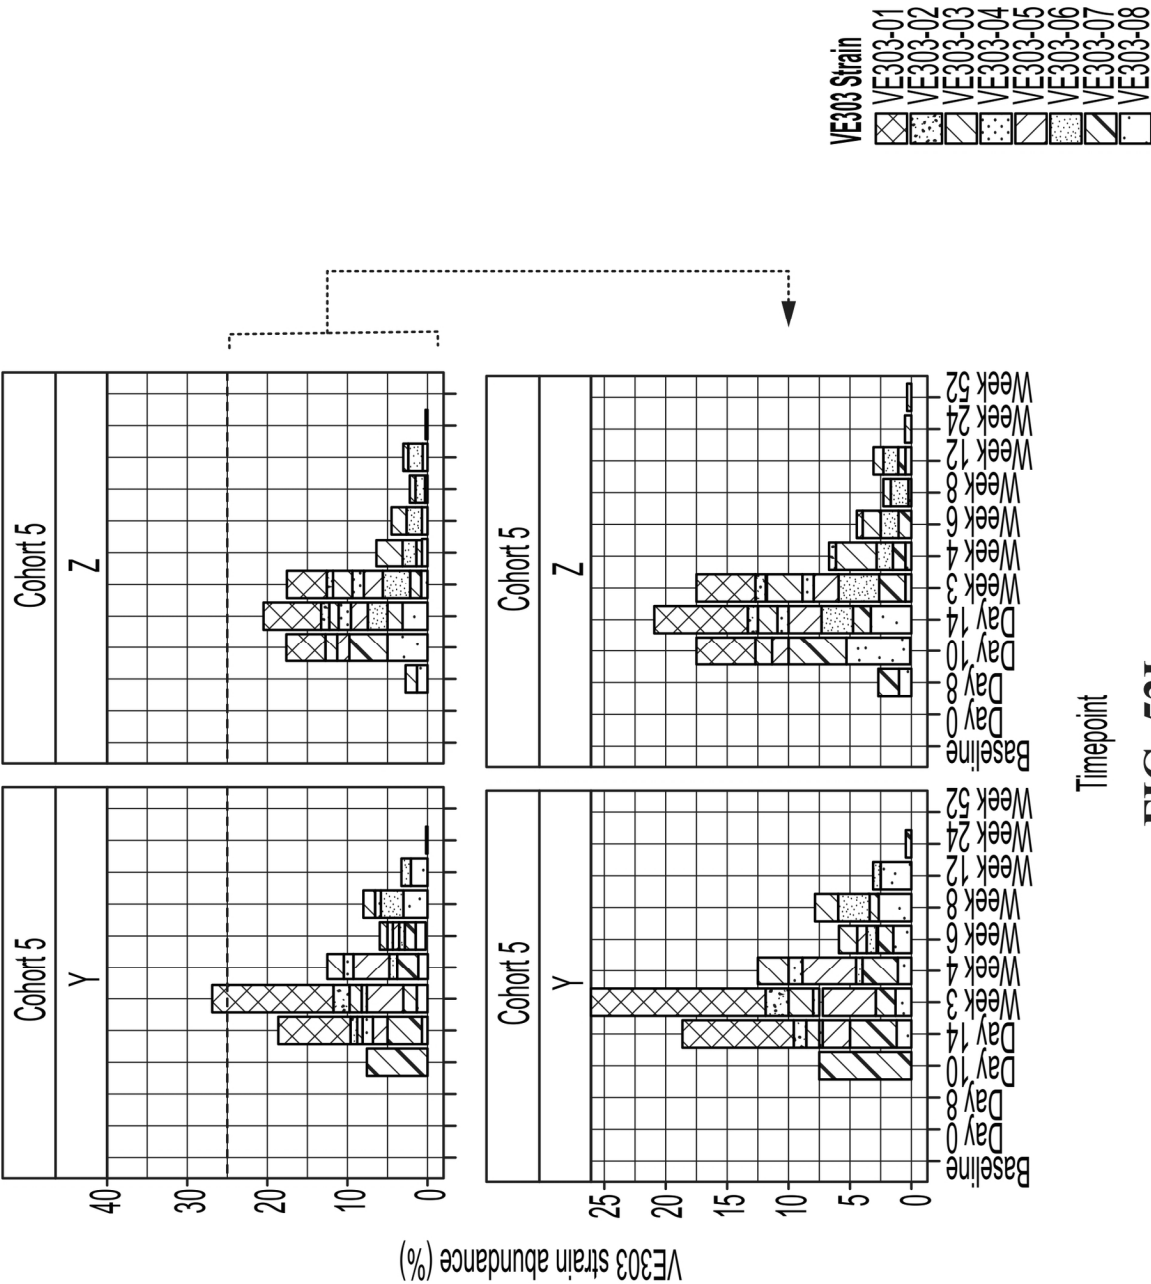 VE303 Strain
VE303-01
VE303-02
VE303-03
VE303-04
VE303-05
VE303-06
VE303-07
VE303-08
VE303 strain abundance (%)
Cohort 5
Y
40
30
20
10
0
Cohort 5
Z
Cohort 5
Y
25
20
15
10
5
0
Baseline
Day 0
Day 8
Day 10
Day 14
Week 3
Week 4
Week 6
Week 8
Week 12
Week 24
Week 52
Cohort 5
Z
Baseline
Day 0
Day 8
Day 10
Day 14
Week 3
Week 4
Week 6
Week 8
Week 12
Week 24
Week 52
Timepoint